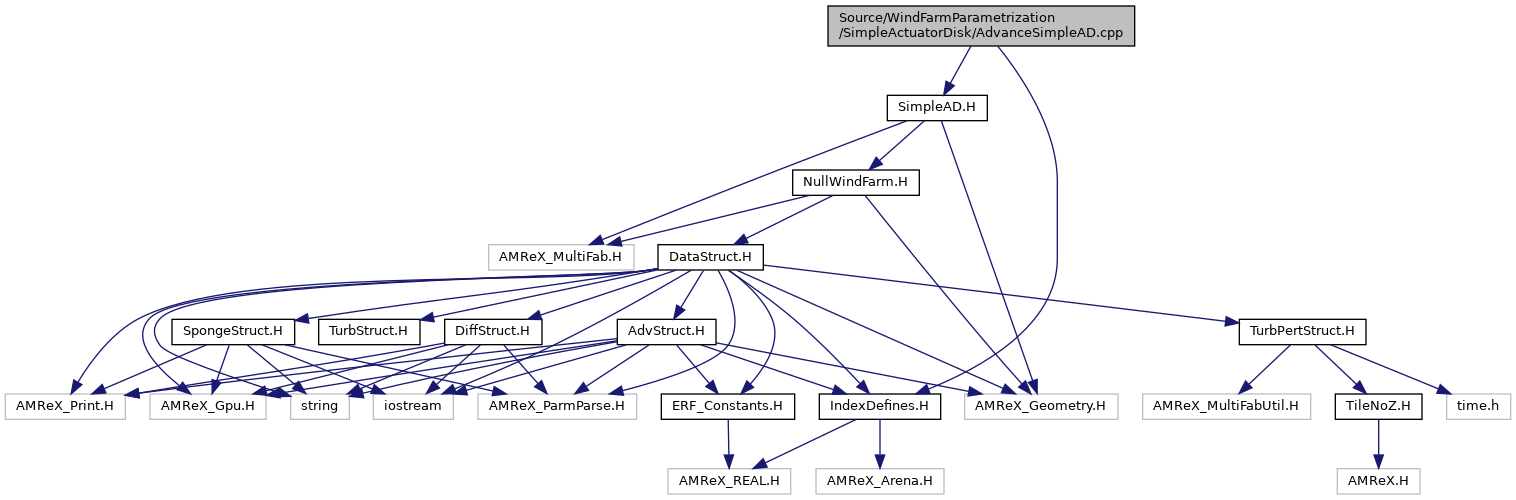 Source/WindFarmParametrization
/SimpleActuatorDisk/AdvanceSimpleAD.cpp
SimpleAD.H
NullWindFarm.H
AMReX_MultiFab.H
DataStruct.H
SpongeStruct.H
TurbStruct.H
DiffStruct.H
AdvStruct.H
TurbPertStruct.H
AMReX_Print.H
AMReX_Gpu.H
string
iostream
AMReX_ParmParse.H
ERF_Constants.H
IndexDefines.H
AMReX_Geometry.H
AMReX_MultiFabUtil.H
TileNoZ.H
time.h
AMReX_REAL.H
AMReX_Arena.H
AMReX.H